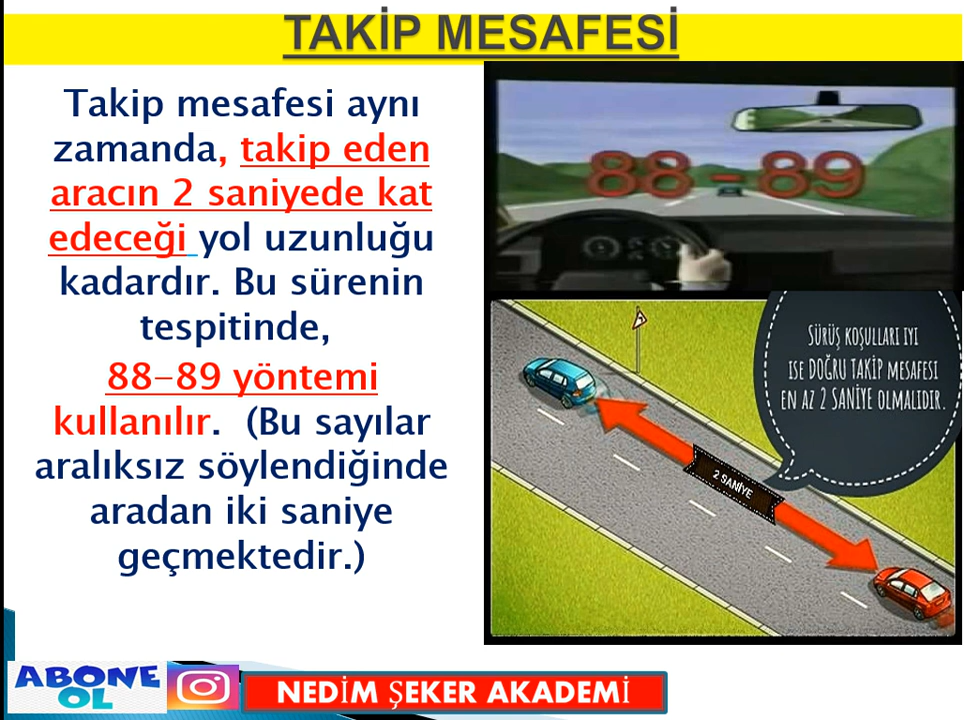 TAKİP MESAFESİ
Takip mesafesi aynı
zamanda, takip eden
aracın 2 saniyede kat
edeceği yol uzunluğu
kadardır. Bu sürenin
tespitinde,
88-89 yöntemi
kullanılır. (Bu sayılar
aralıksız söylendiğinde
aradan iki saniye
geçmektedir.)
88-89
SÜRÜŞ KOŞULLARI IYI
ISE DOĞRU TAKİP MESAFESI
EN AZ 2 SANİYE OLMALIDIR.
2 SANİYE
ABONE
OL
NEDİM ŞEKER AKADEMİ